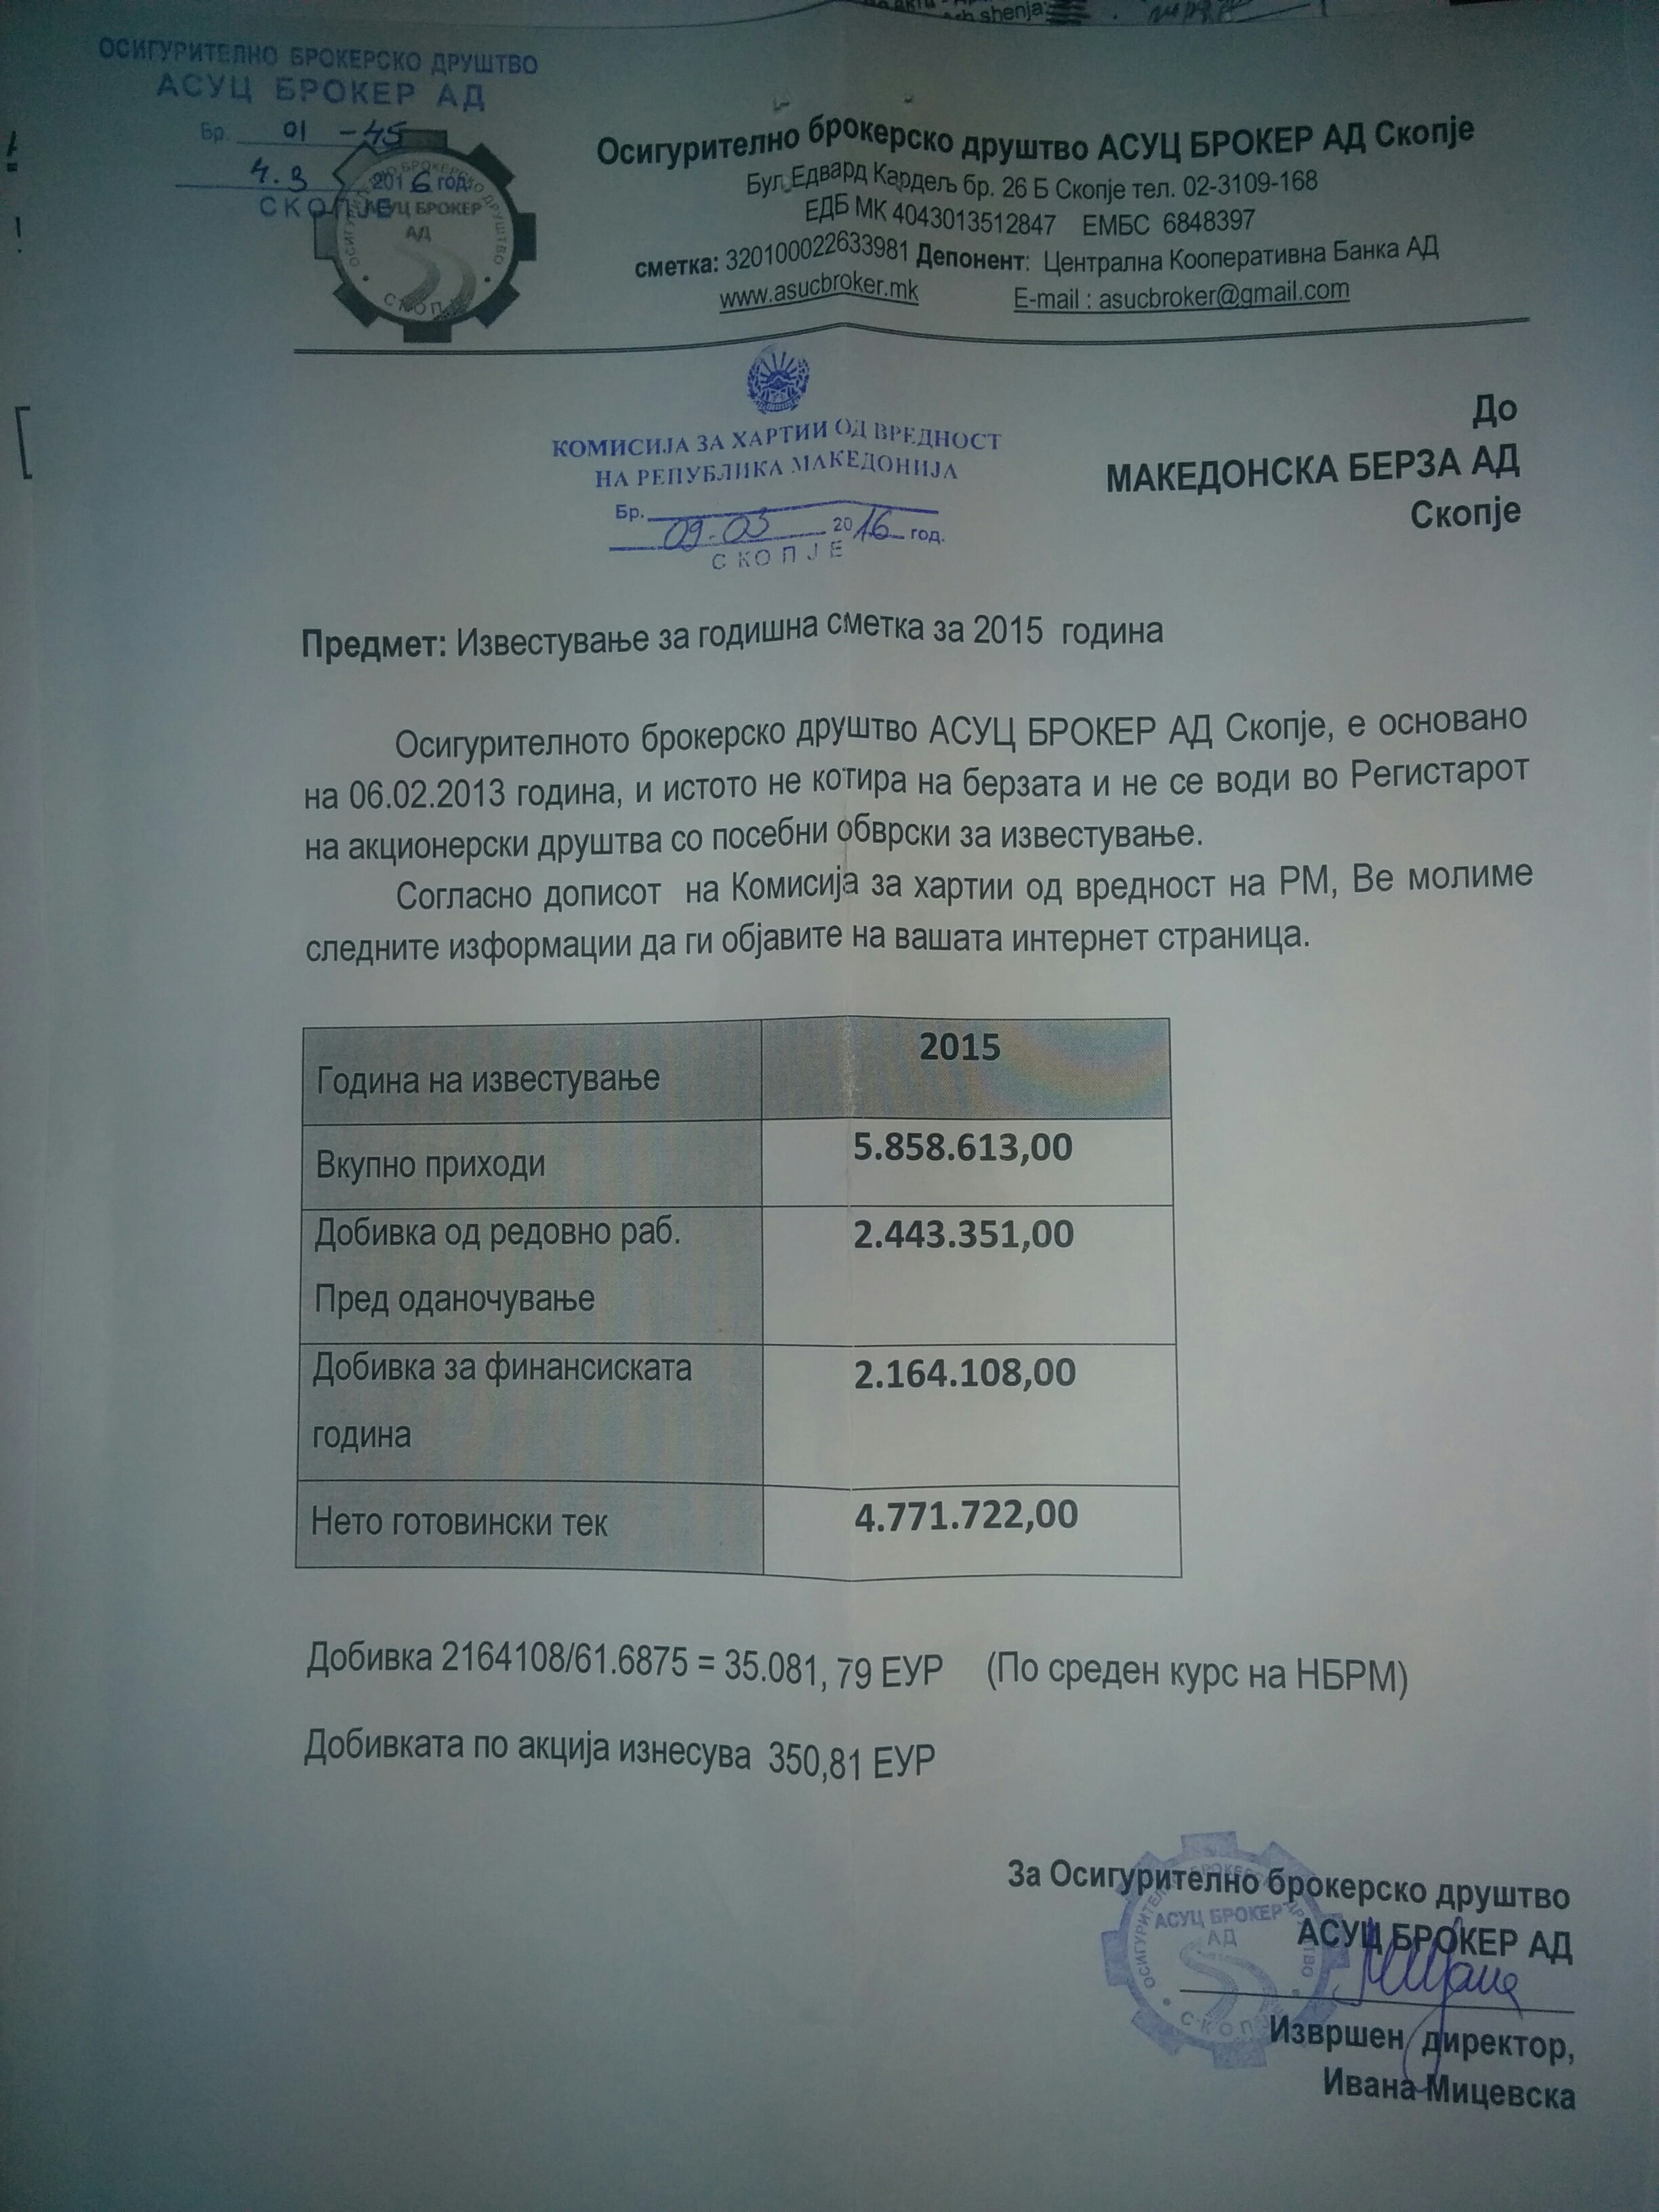 shenja:
ОСИГУРИТЕЛНО БРОКЕРСКО ДРУШТВО
АСУЦ БРОКЕР АД
Бр. 01 - 45
4.3 2016 год.
СКОПЈЕ
АСУЦ БРОКЕР
АД
Осигурително брокерско друштво АСУЦ БРОКЕР АД Скопје
Бул.Едвард Кардељ бр. 26 Б Скопје тел. 02-3109-168
ЕДБ МК 4043013512847 ЕМБС 6848397
сметка: 320100022633981 Депонент: Централна Кооперативна Банка АД
www.asucbroker.mk E-mail : asucbroker@gmail.com
КОМИСИЈА ЗА ХАРТИИ ОД ВРЕДНОСТ
НА РЕПУБЛИКА МАКЕДОНИЈА
Бр.
09.03 2016 год.
СКОПЈЕ
До
МАКЕДОНСКА БЕРЗА АД
Скопје
Предмет: Известување за годишна сметка за 2015 година
Осигурителното брокерско друштво АСУЦ БРОКЕР АД Скопје, е основано
на 06.02.2013 година, и истото не котира на берзата и не се води во Регистарот
на акционерски друштва со посебни обврски за известување.
Согласно дописот на Комисија за хартии од вредност на РМ, Ве молиме
следните изформации да ги објавите на вашата интернет страница.
Година на известување 2015
Вкупно приходи 5.858.613,00
Добивка од редовно раб. 2.443.351,00
Пред оданочување
Добивка за финансиската 2.164.108,00
година
Нето готовински тек 4.771.722,00
Добивка 2164108/61.6875 = 35.081, 79 ЕУР (По среден курс на НБРМ)
Добивката по акција изнесува 350,81 ЕУР
За Осигурително брокерско друштво
АСУЦ БРОКЕР АД
АСУЦ БРОКЕР
АД
Извршен директор,
Ивана Мицевска